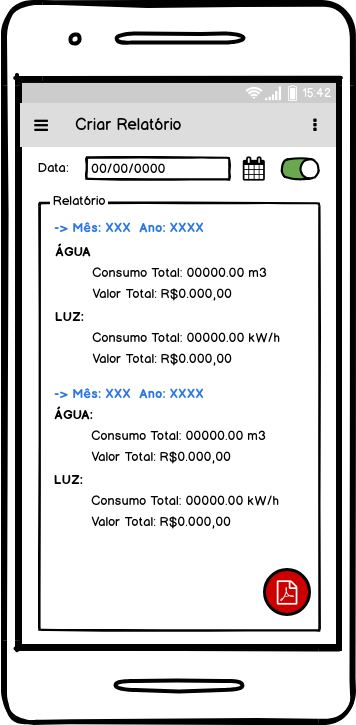 15:42
Criar Relatório
Data: 00/00/0000
Relatório
-> Mês: XXX Ano: XXXX
ÁGUA
Consumo Total: 00000.00 m3
Valor Total: R$0.000,00
LUZ:
Consumo Total: 00000.00 kW/h
Valor Total: R$0.000,00
-> Mês: XXX Ano: XXXX
ÁGUA:
Consumo Total: 00000.00 m3
Valor Total: R$0.000,00
LUZ:
Consumo Total: 00000.00 kW/h
Valor Total: R$0.000,00